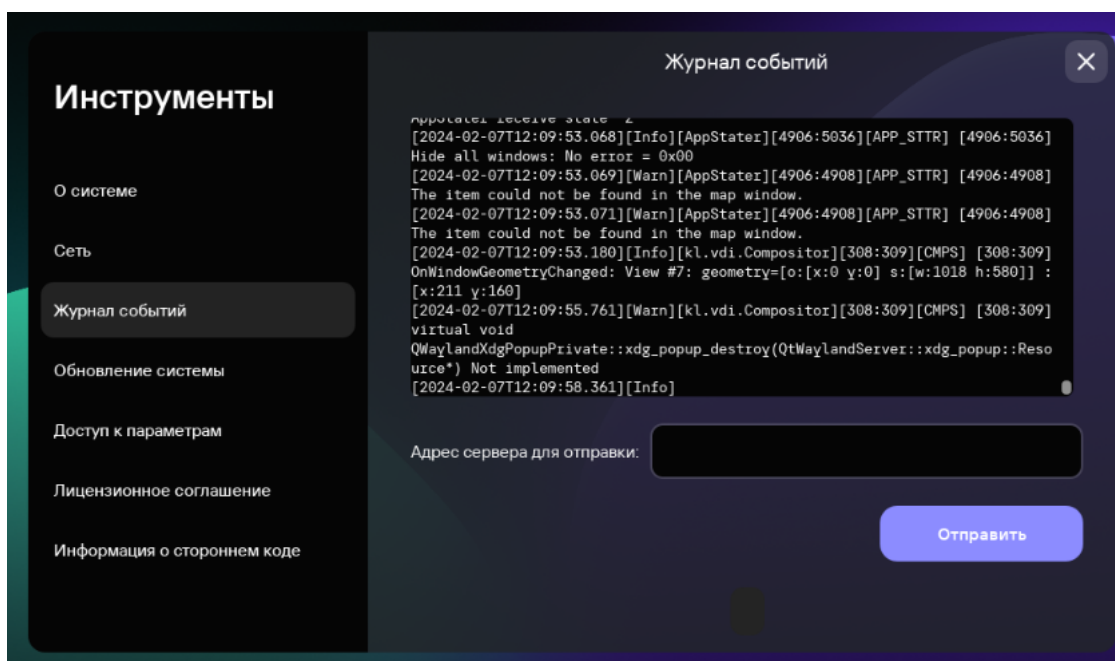 Журнал событий
Инструменты
AppStater receive state  2
[2024-02-07T12:09:53.068][Info][AppStater][4906:5036][APP_STTR] [4906:5036]
Hide all windows: No error = 0x00
[2024-02-07T12:09:53.069][Warn][AppStater][4906:4908][APP_STTR] [4906:4908]
The item could not be found in the map window.
[2024-02-07T12:09:53.071][Warn][AppStater][4906:4908][APP_STTR] [4906:4908]
The item could not be found in the map window.
[2024-02-07T12:09:53.180][Info][kl.vdi.Compositor][308:309][CMPS] [308:309]
OnWindowGeometryChanged: View #7: geometry=[o:[x:0 y:0] s:[w:1018 h:580]] :
[x:211 y:160]
[2024-02-07T12:09:55.761][Warn][kl.vdi.Compositor][308:309][CMPS] [308:309]
virtual void
QWaylandXdgPopupPrivate::xdg_popup_destroy(QtWaylandServer::xdg_popup::Reso
urce*) Not implemented
[2024-02-07T12:09:58.361][Info]
О системе
Сеть
Журнал событий
Обновление системы
Доступ к параметрам
Лицензионное соглашение
Информация о стороннем коде
Адрес сервера для отправки:
Отправить